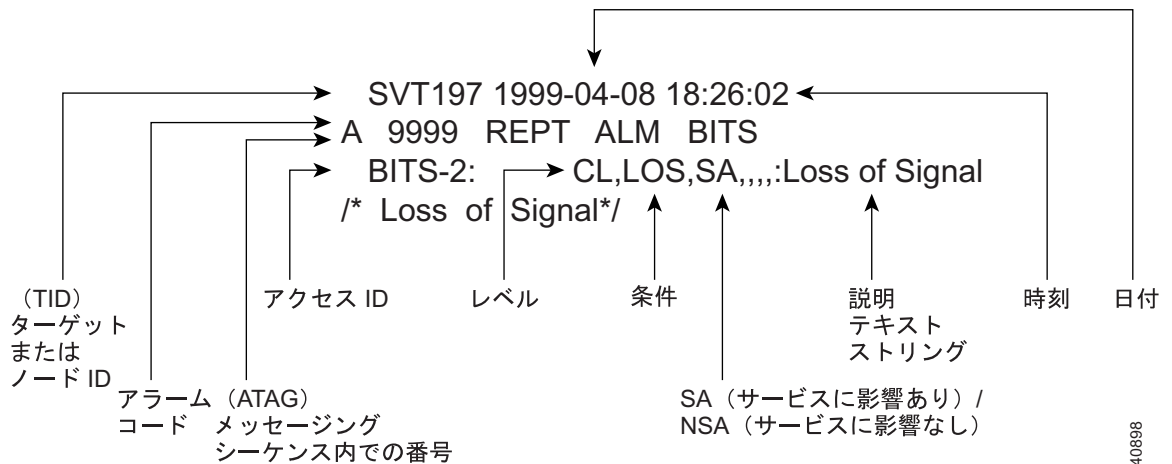 SVT197 1999-04-08 18:26:02
A 9999 REPT ALM BITS
BITS-2: CL,LOS,SA,,,,:Loss of Signal
/* Loss of Signal*/
（TID）
ターゲット
または
ノード ID
アラーム
コード
（ATAG）
メッセージング
シーケンス内での番号
アクセス ID
レベル
条件
SA（サービスに影響あり）/
NSA（サービスに影響なし）
説明
テキスト
ストリング
時刻
日付
40898